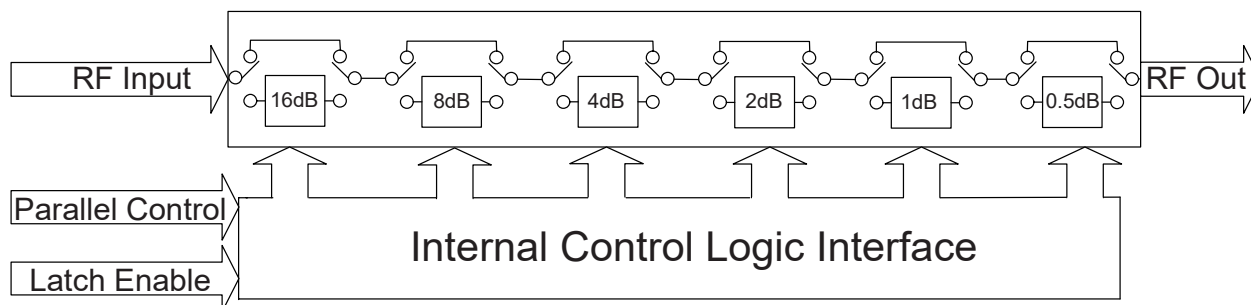 RF Input
16dB
8dB
4dB
2dB
1dB
0.5dB
RF Out
Parallel Control
Internal Control Logic Interface
Latch Enable